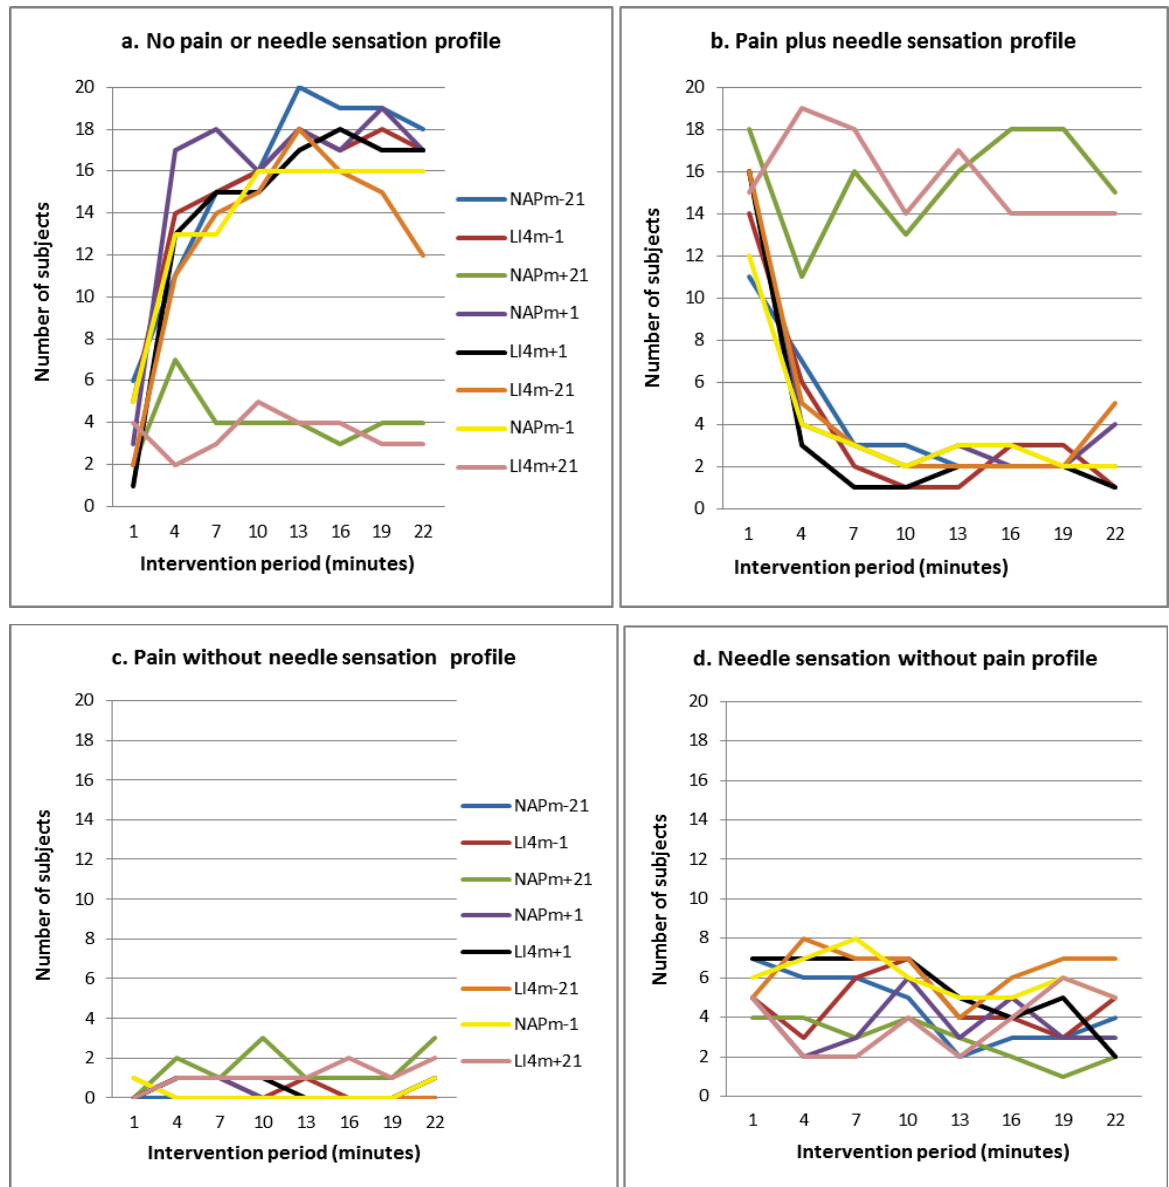 a. No pain or needle sensation profile
20
18
16
14
12
10
8
6
4
2
0
Number of subjects
1 4 7 10 13 16 19 22
Intervention period (minutes)
NAPm-21
LI4m-1
NAPm+21
NAPm+1
LI4m+1
LI4m-21
NAPm-1
LI4m+21
b. Pain plus needle sensation profile
20
18
16
14
12
10
8
6
4
2
0
Number of subjects
1 4 7 10 13 16 19 22
Intervention period (minutes)
c. Pain without needle sensation profile
20
18
16
14
12
10
8
6
4
2
0
Number of subjects
1 4 7 10 13 16 19 22
Intervention period (minutes)
NAPm-21
LI4m-1
NAPm+21
NAPm+1
LI4m+1
LI4m-21
NAPm-1
LI4m+21
d. Needle sensation without pain profile
20
18
16
14
12
10
8
6
4
2
0
Number of subjects
1 4 7 10 13 16 19 22
Intervention period (minutes)